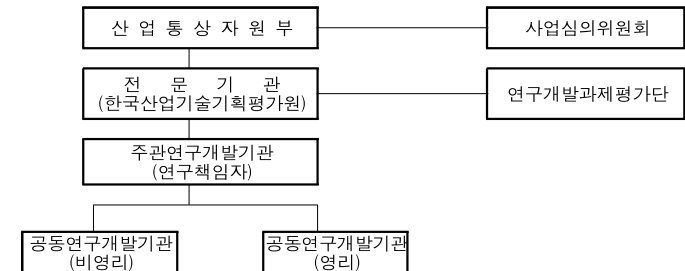 산 업 통 상 자 원 부
사업심의위원회
전 문 기 관
(한국산업기술기획평가원)
연구개발과제평가단
주관연구개발기관
(연구책임자)
공동연구개발기관
(비영리)
공동연구개발기관
(영리)